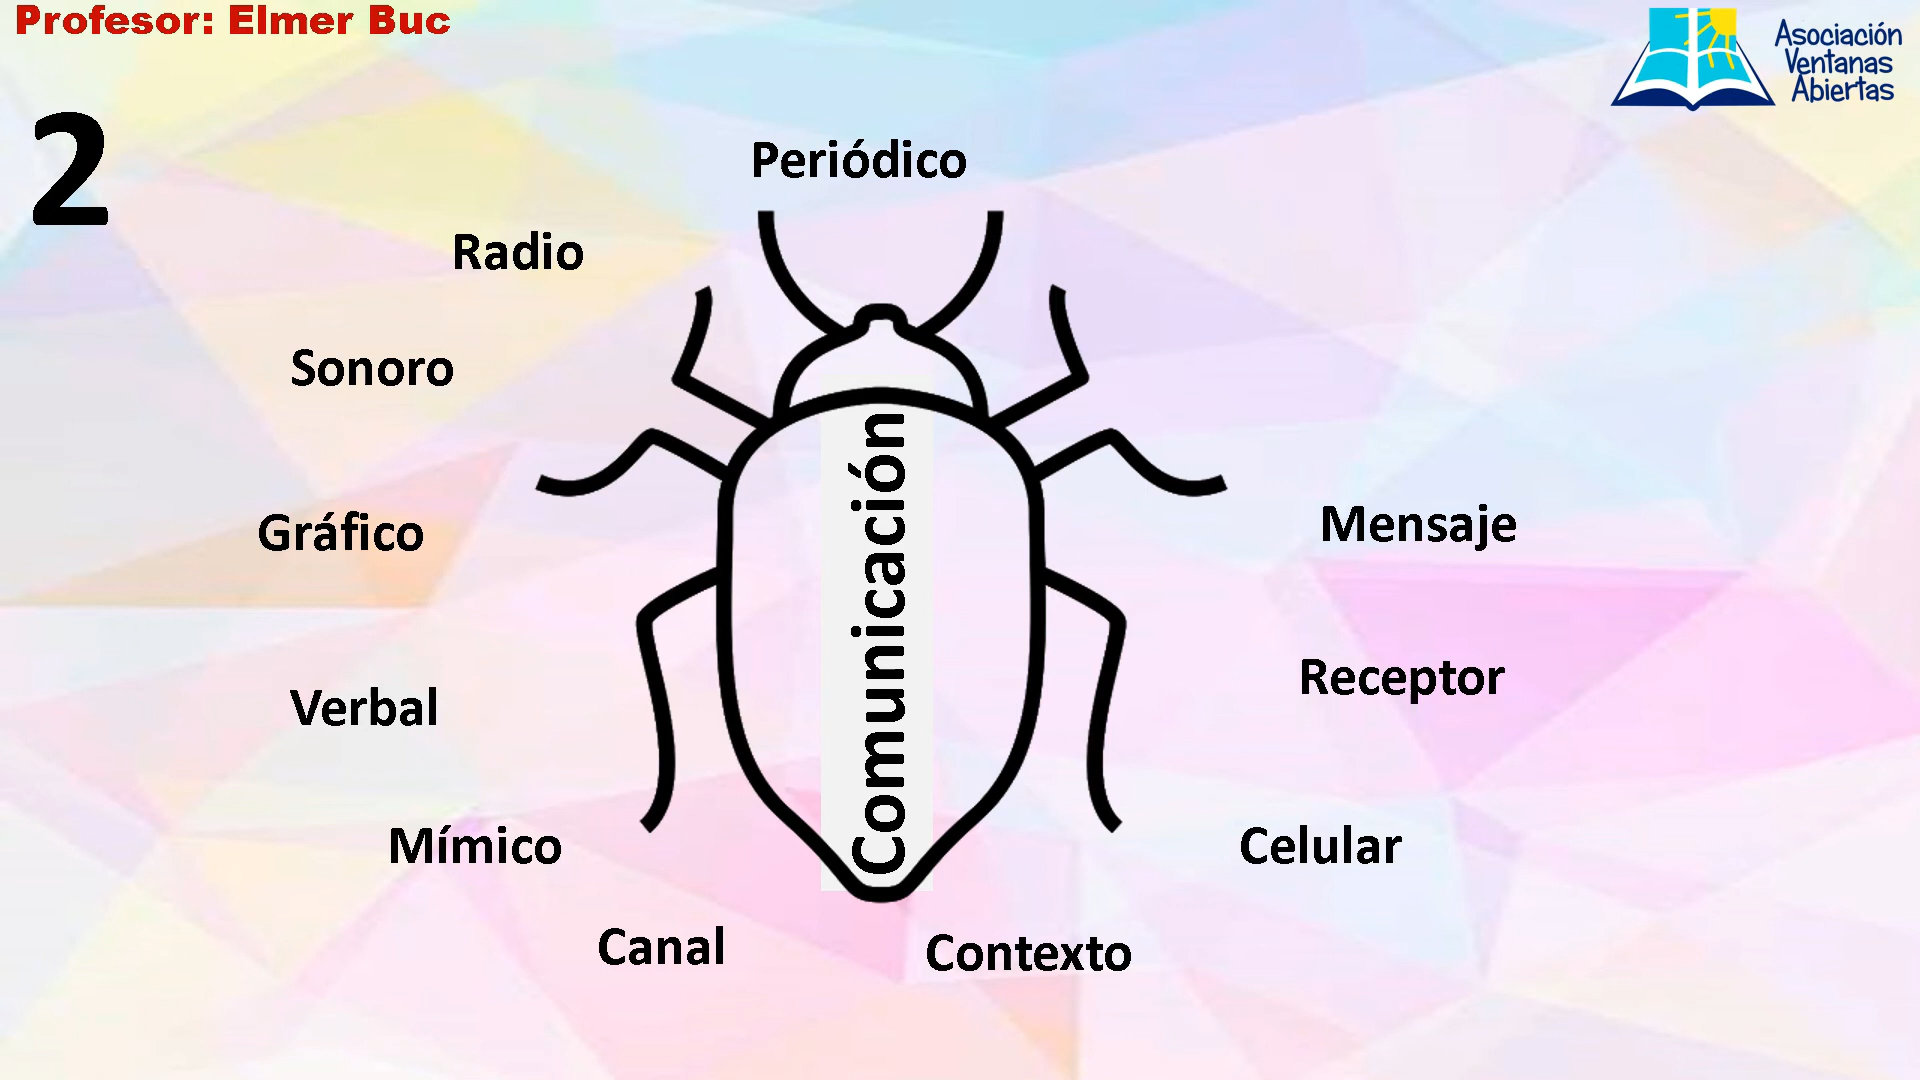 Profesor: Elmer Buc
Asociación
Ventanas
Abiertas
2
Periódico
Radio
Sonoro
Gráfico
Verbal
Mímico
Canal
Comunicación
Mensaje
Receptor
Celular
Contexto